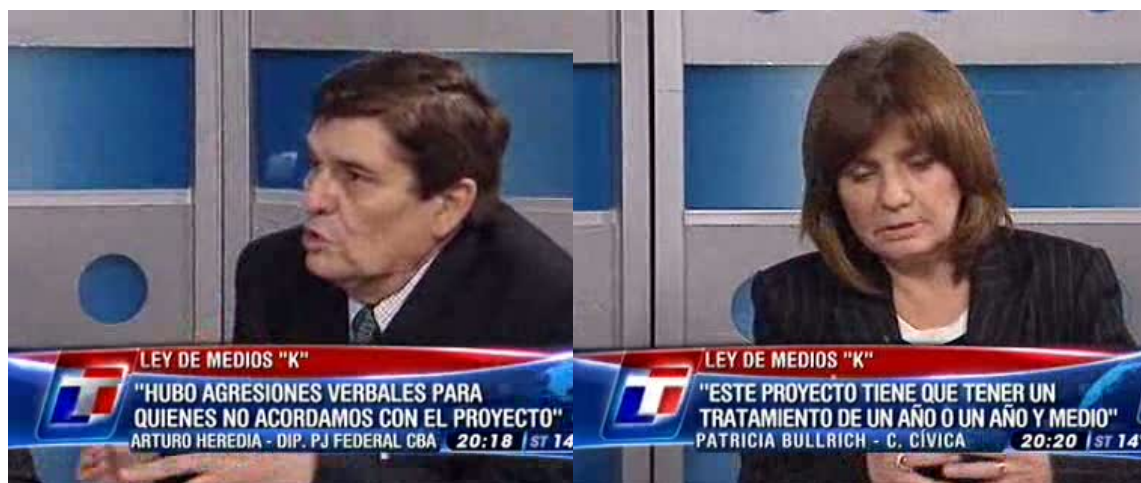 LEY DE MEDIOS "K"
"HUBO AGRESIONES VERBALES PARA
QUIENES NO ACORDAMOS CON EL PROYECTO"
ARTURO HEREDIA - DIP. PJ FEDERAL CBA 20:18 ST 14
LEY DE MEDIOS "K"
"ESTE PROYECTO TIENE QUE TENER UN
TRATAMIENTO DE UN AÑO O UN AÑO Y MEDIO"
PATRICIA BULLRICH - C. CÍVICA 20:20 ST 14°